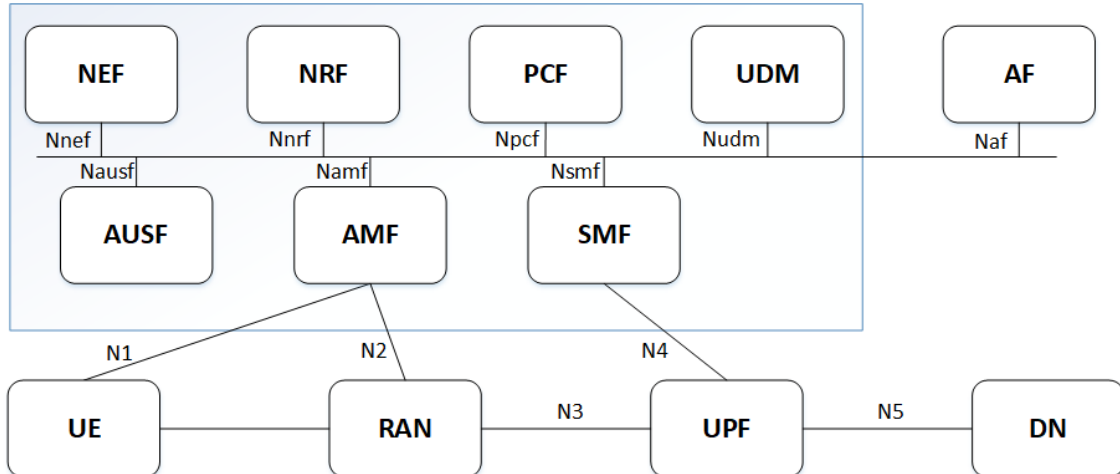 NEF NRF PCF UDM AF
Nnef Nnrf Npcf Nudm Naf
Nausf Namf Nsmf
AUSF AMF SMF
N1 N2 N4
UE RAN N3 UPF N5 DN